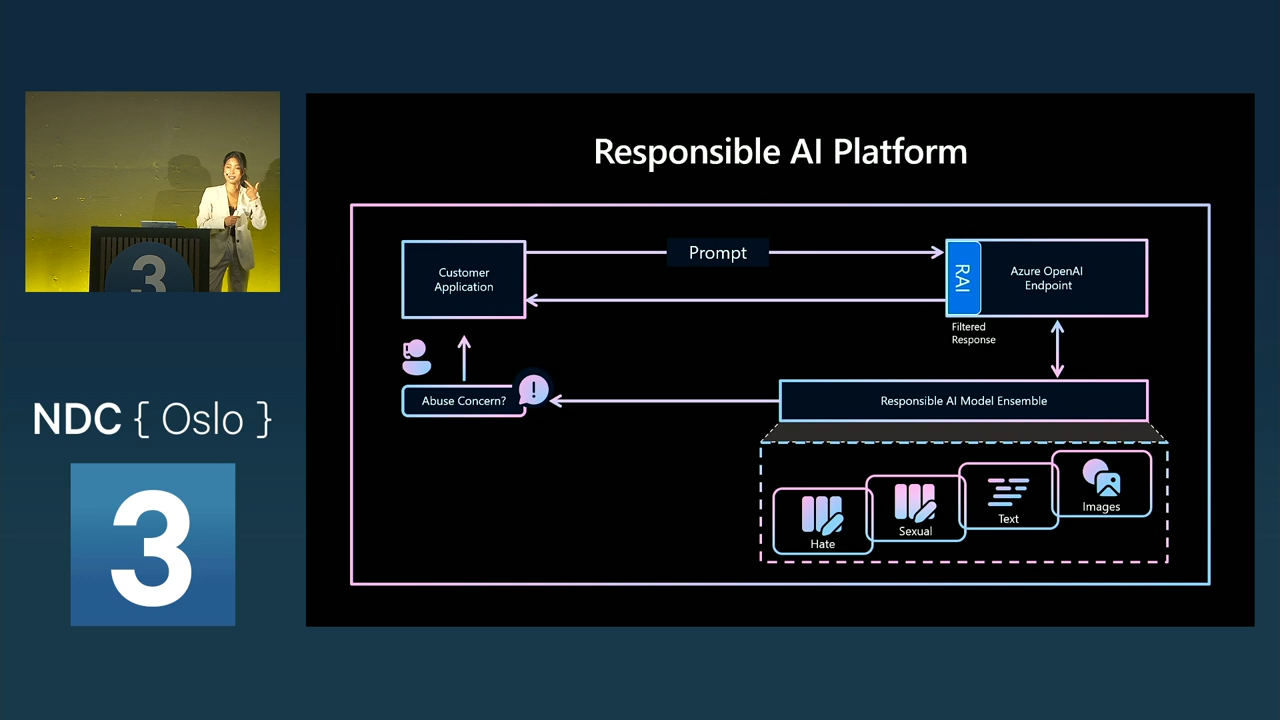 3
NDC { Oslo }
3
Responsible AI Platform
Customer
Application
Prompt
RAI
Azure OpenAI
Endpoint
Filtered
Response
Abuse Concern?
!
Responsible AI Model Ensemble
Hate
Sexual
Text
Images